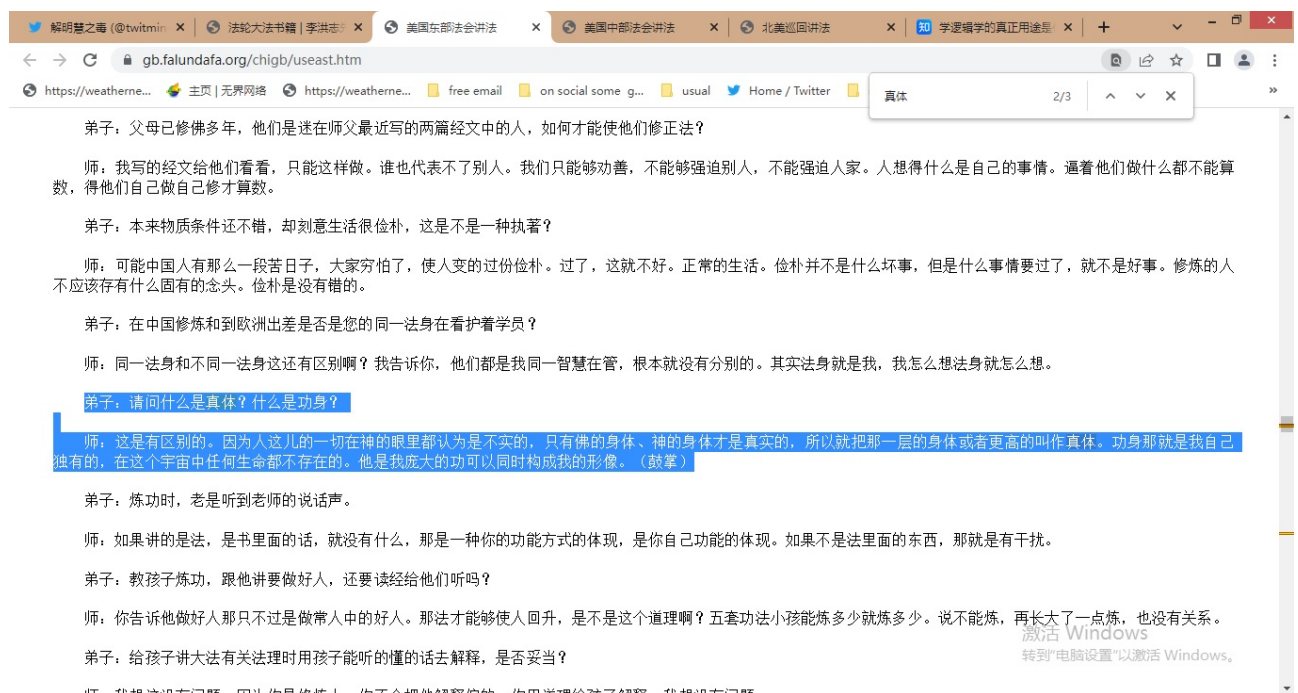 解明慧之毒 (@twitmin
法轮大法书籍 | 李洪志
美国东部法会讲法
美国中部法会讲法
北美巡回讲法
知 学逻辑学的真正用途是
gb.falundafa.org/chigb/useast.htm
https://weatherne...
主页 | 无界网络
https://weatherne...
free email
on social some g...
usual
Home / Twitter
真体
2/3
弟子：父母已修佛多年，他们是迷在师父最近写的两篇经文中的人，如何才能使他们修正法？
师：我写的经文给他们看看，只能这样做。谁也代表不了别人。我们只能够劝善，不能够强迫别人，不能强迫人家。人想得什么是自己的事情。逼着他们做什么都不能算
数，得他们自己做自己修才算数。
弟子：本来物质条件还不错，却刻意生活很俭朴，这是不是一种执著？
师：可能中国人有那么一段苦日子，大家穷怕了，使人变的过份俭朴。过了，这就不好。正常的生活。俭朴并不是什么坏事，但是什么事情要过了，就不是好事。修炼的人
不应该存有什么固有的念头。俭朴是没有错的。
弟子：在中国修炼和到欧洲出差是否是您的同一法身在看护着学员？
师：同一法身和不同一法身这还有区别啊？我告诉你，他们都是我同一智慧在管，根本就没有分别的。其实法身就是我，我怎么想法身就怎么想。
弟子：请问什么是真体？什么是功身？
师：这是有区别的。因为人这儿的一切在神的眼里都认为是不实的，只有佛的身体、神的身体才是真实的，所以就把那一层的身体或者更高的叫作真体。功身那就是我自己
独有的，在这个宇宙中任何生命都不存在的。他是我庞大的功可以同时构成我的形像。（鼓掌）
弟子：炼功时，老是听到老师的说话声。
师：如果讲的是法，是书里面的话，就没有什么，那是一种你的功能方式的体现，是你自己功能的体现。如果不是法里面的东西，那就是有干扰。
弟子：教孩子炼功，跟他讲要做好人，还要读经给他们听吗？
师：你告诉他做好人那只不过是做常人中的好人。那法才能够使人回升，是不是这个道理啊？五套功法小孩能炼多少就炼多少。说不能炼，再长大了一点炼，也没有关系。
激活 Windows
弟子：给孩子讲大法有关法理时用孩子能听的懂的话去解释，是否妥当？
转到"电脑设置"以激活 Windows。